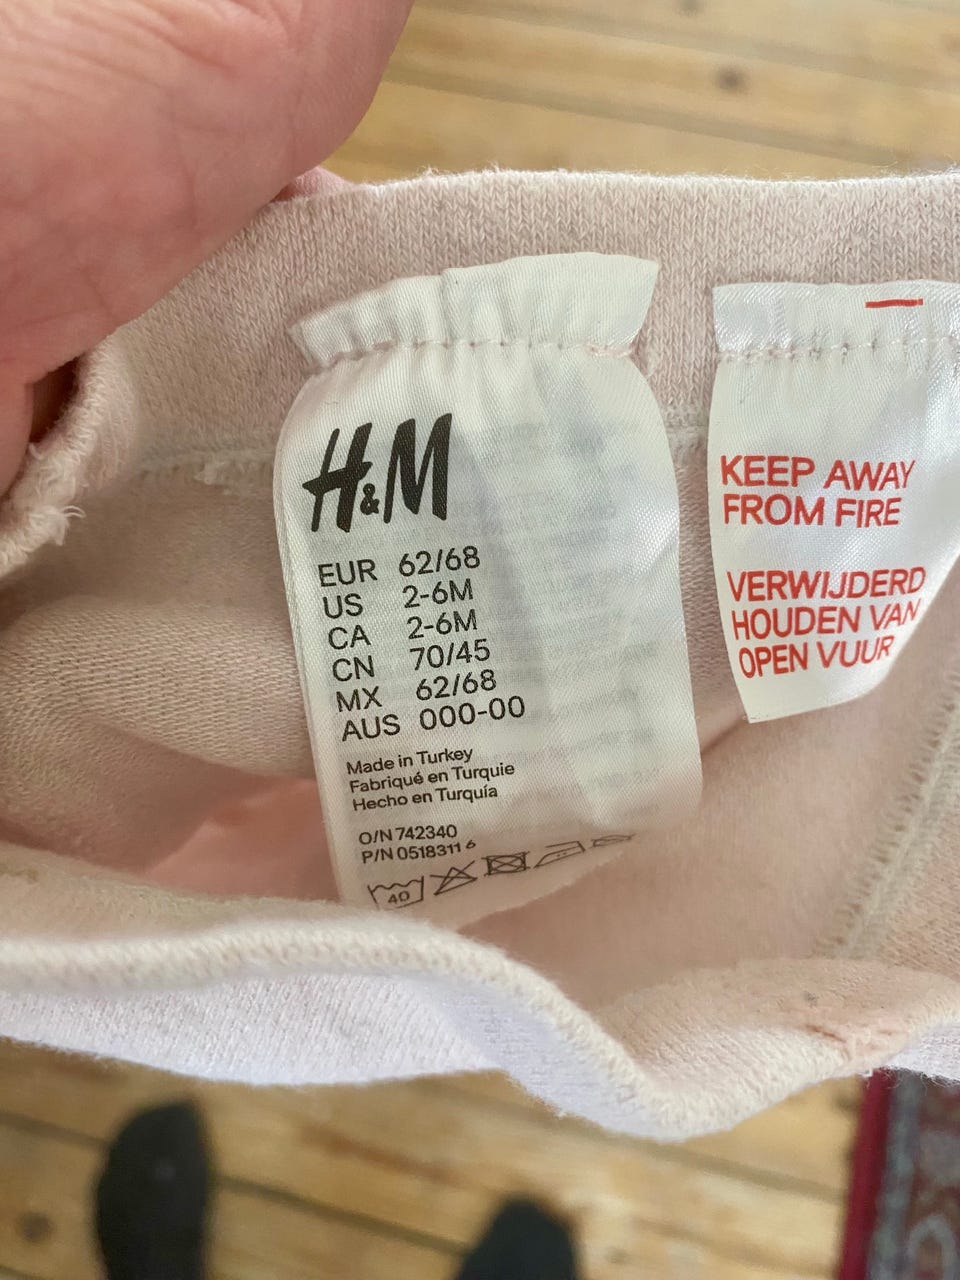 H&M
EUR 62/68
US 2-6M
CA 2-6M
CN 70/45
MX 62/68
AUS 000-00
Made in Turkey
Fabriqué en Turquie
Hecho en Turquía
O/N 742340
P/N 0518311 6
40
KEEP AWAY
FROM FIRE
VERWIJDERD
HOUDEN VAN
OPEN VUUR